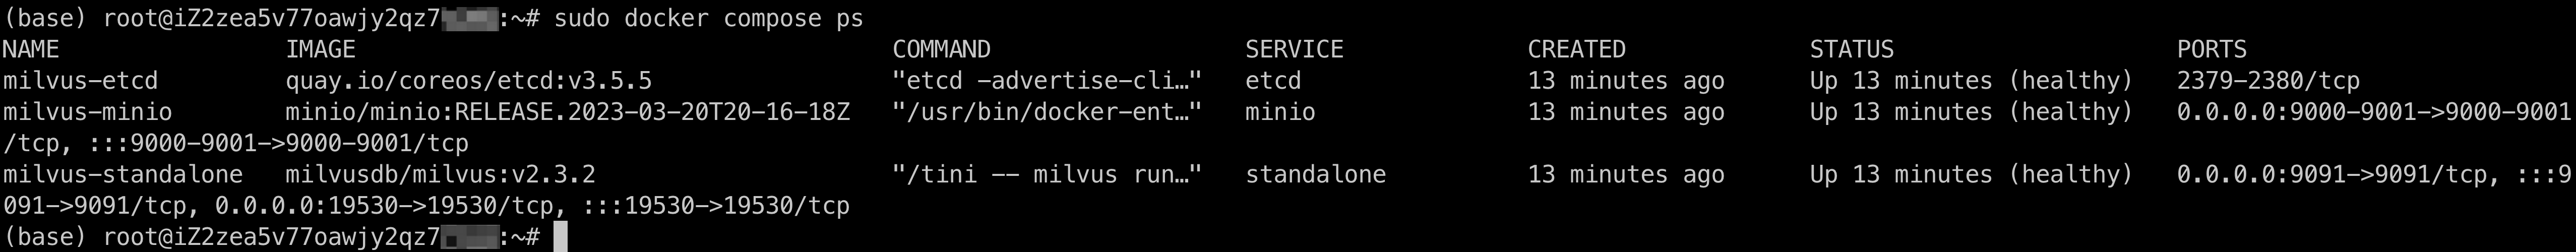 (base) root@iZ2zea5v77oawjy2qz7 :~# sudo docker compose ps
NAME IMAGE COMMAND SERVICE CREATED STATUS PORTS
milvus-etcd quay.io/coreos/etcd:v3.5.5 "etcd -advertise-cli…" etcd 13 minutes ago Up 13 minutes (healthy) 2379-2380/tcp
milvus-minio minio/minio:RELEASE.2023-03-20T20-16-18Z "/usr/bin/docker-ent…" minio 13 minutes ago Up 13 minutes (healthy) 0.0.0.0:9000-9001->9000-9001
/tcp, :::9000-9001->9000-9001/tcp
milvus-standalone milvusdb/milvus:v2.3.2 "/tini -- milvus run…" standalone 13 minutes ago Up 13 minutes (healthy) 0.0.0.0:9091->9091/tcp, :::9
091->9091/tcp, 0.0.0.0:19530->19530/tcp, :::19530->19530/tcp
(base) root@iZ2zea5v77oawjy2qz7 :~#